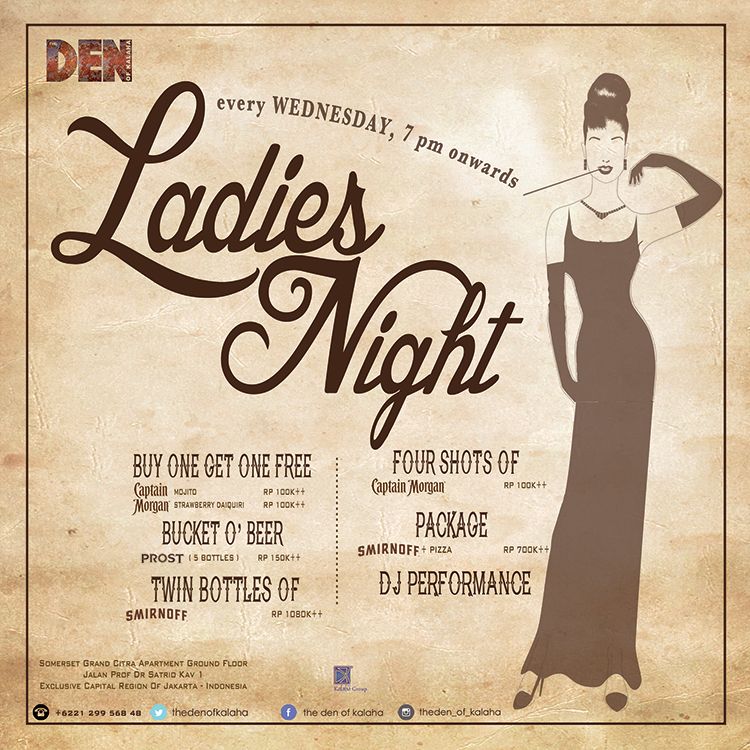 DEN
OF KALAHA
every WEDNESDAY, 7 pm onwards
Ladies
Night
BUY ONE GET ONE FREE
Captain Morgan
MOJITO RP 100K++
STRAWBERRY DAIQUIRI RP 100K++
BUCKET O' BEER
PROST ( 5 BOTTLES ) RP 150K++
TWIN BOTTLES OF
SMIRNOFF RP 1080K++
FOUR SHOTS OF
Captain Morgan RP 100K++
PACKAGE
SMIRNOFF + PIZZA RP 700K++
DJ PERFORMANCE
SOMERSET GRAND CITRA APARTMENT GROUND FLOOR
JALAN PROF DR SATRIO KAV 1
EXCLUSIVE CAPITAL REGION OF JAKARTA - INDONESIA
KALAHA Group
+6221 299 568 48 thedenofkalaha the den of kalaha theden_of_kalaha